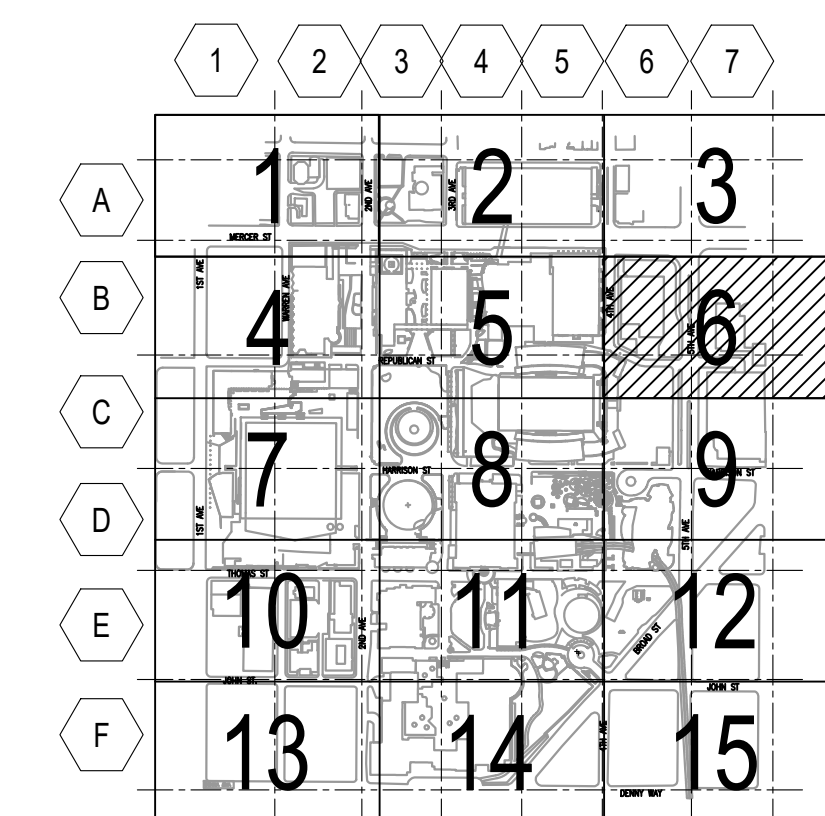 1 2 3 4 5 6 7
A
1 2 3
2ND AVE
3RD AVE
MERCER ST
B
1ST AVE
WARREN AVE
4TH AVE
5TH AVE
4 5 6
REPUBLICAN ST
C
7 8 9
HARRISON ST
HARRISON ST
D
1ST AVE
5TH AVE
THOMAS ST
E
10 11 12
2ND AVE
BROAD ST
JOHN ST.
JOHN ST
F
13 14 15
4TH AVE
DENNY WAY